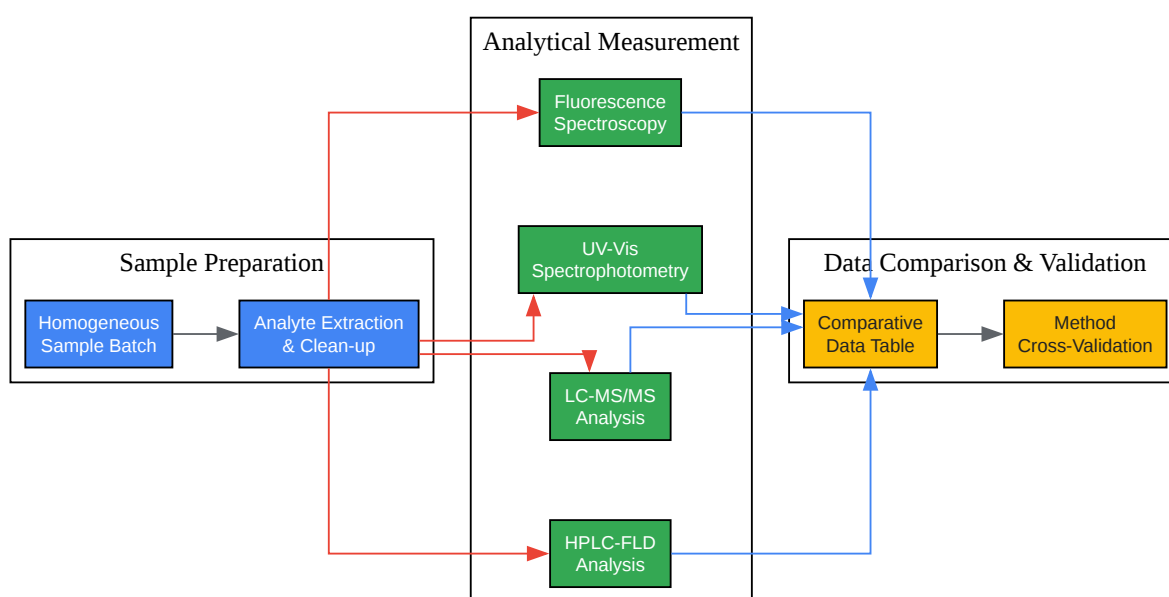 Sample Preparation
Homogeneous
Sample Batch
Analyte Extraction
& Clean-up
Analytical Measurement
Fluorescence
Spectroscopy
UV-Vis
Spectrophotometry
LC-MS/MS
Analysis
HPLC-FLD
Analysis
Data Comparison & Validation
Comparative
Data Table
Method
Cross-Validation